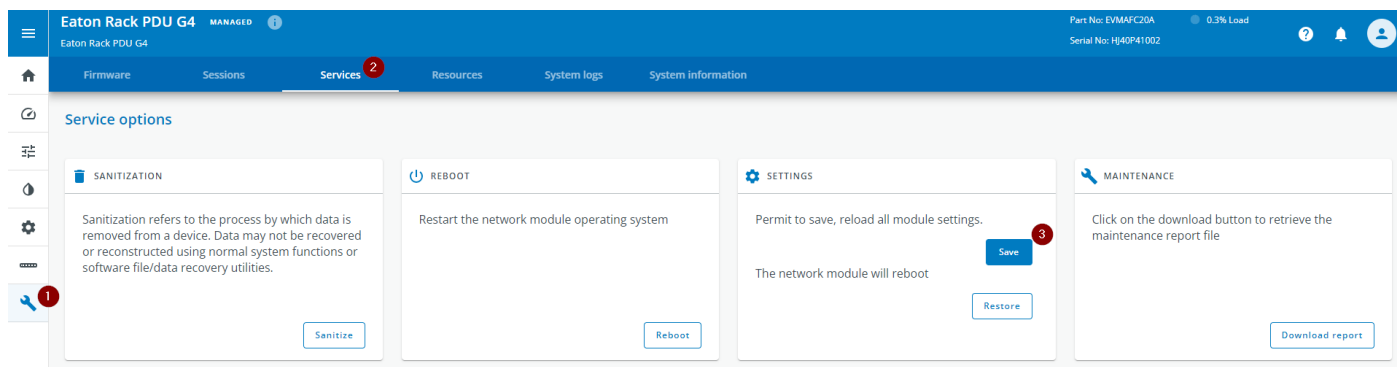 Eaton Rack PDU G4 MANAGED i
Eaton Rack PDU G4
Part No: EVMAFC20A 0.3% Load
Serial No: HJ40P41002
?
Firmware Sessions Services 2 Resources System logs System information
Service options
SANITIZATION
Sanitization refers to the process by which data is
removed from a device. Data may not be recovered
or reconstructed using normal system functions or
software file/data recovery utilities.
Sanitize
REBOOT
Restart the network module operating system
Reboot
SETTINGS
Permit to save, reload all module settings.
3
Save
The network module will reboot
Restore
MAINTENANCE
Click on the download button to retrieve the
maintenance report file
Download report
1